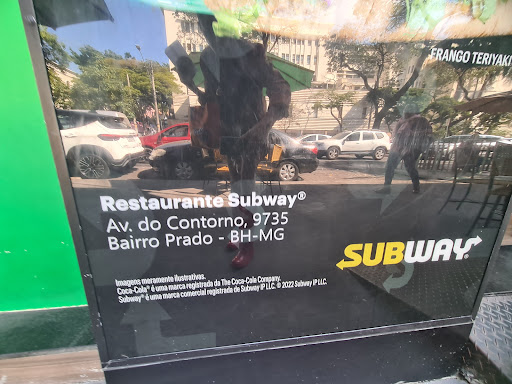 FRANGO TERIYAKI
Restaurante Subway®
Av. do Contorno, 9735
Bairro Prado - BH-MG
SUBWAY®
Imagens meramente ilustrativas.
Coca-Cola® é uma marca registrada da The Coca-Cola Company.
Subway® é uma marca comercial registrada de Subway IP LLC. © 2022 Subway IP LLC.